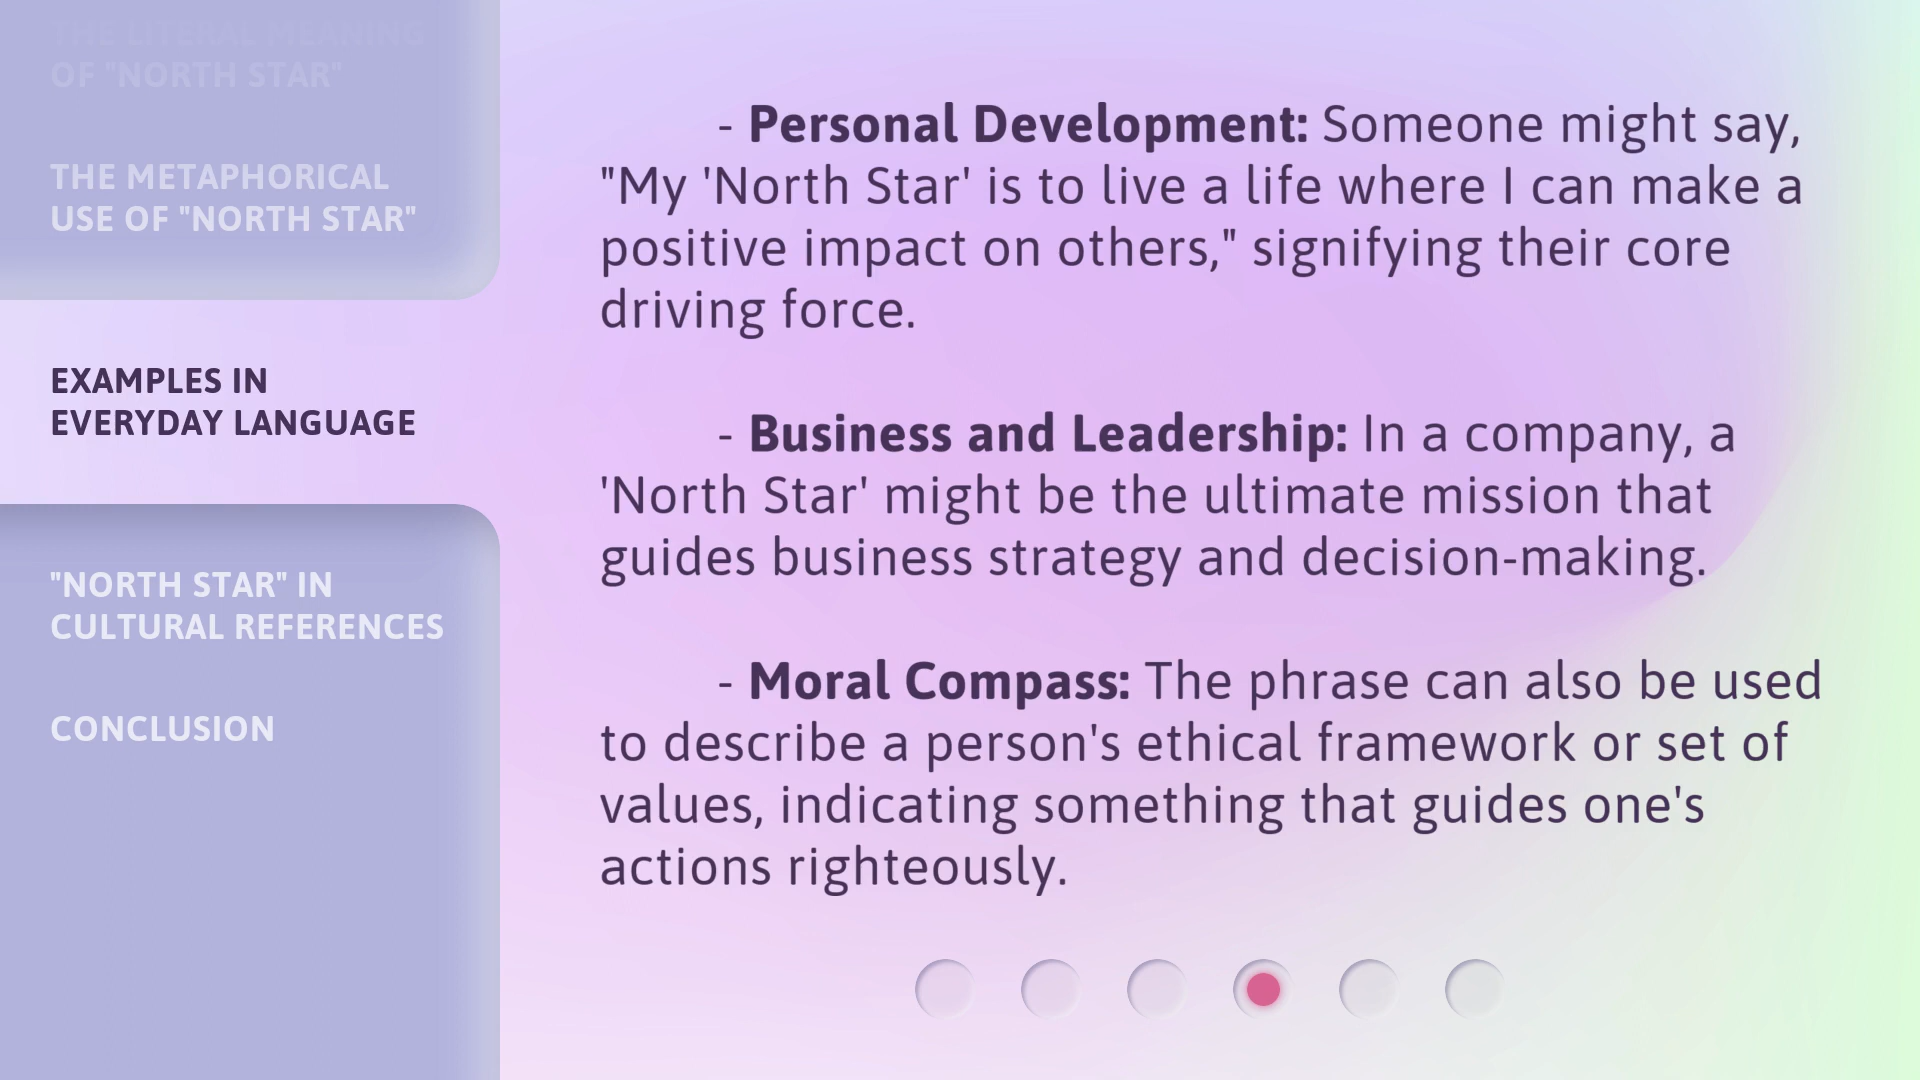 THE LITERAL MEANING
OF "NORTH STAR"
THE METAPHORICAL
USE OF "NORTH STAR"
EXAMPLES IN
EVERYDAY LANGUAGE
"NORTH STAR" IN
CULTURAL REFERENCES
CONCLUSION
- Personal Development: Someone might say,
"My 'North Star' is to live a life where I can make a
positive impact on others," signifying their core
driving force.
- Business and Leadership: In a company, a
'North Star' might be the ultimate mission that
guides business strategy and decision-making.
- Moral Compass: The phrase can also be used
to describe a person's ethical framework or set of
values, indicating something that guides one's
actions righteously.